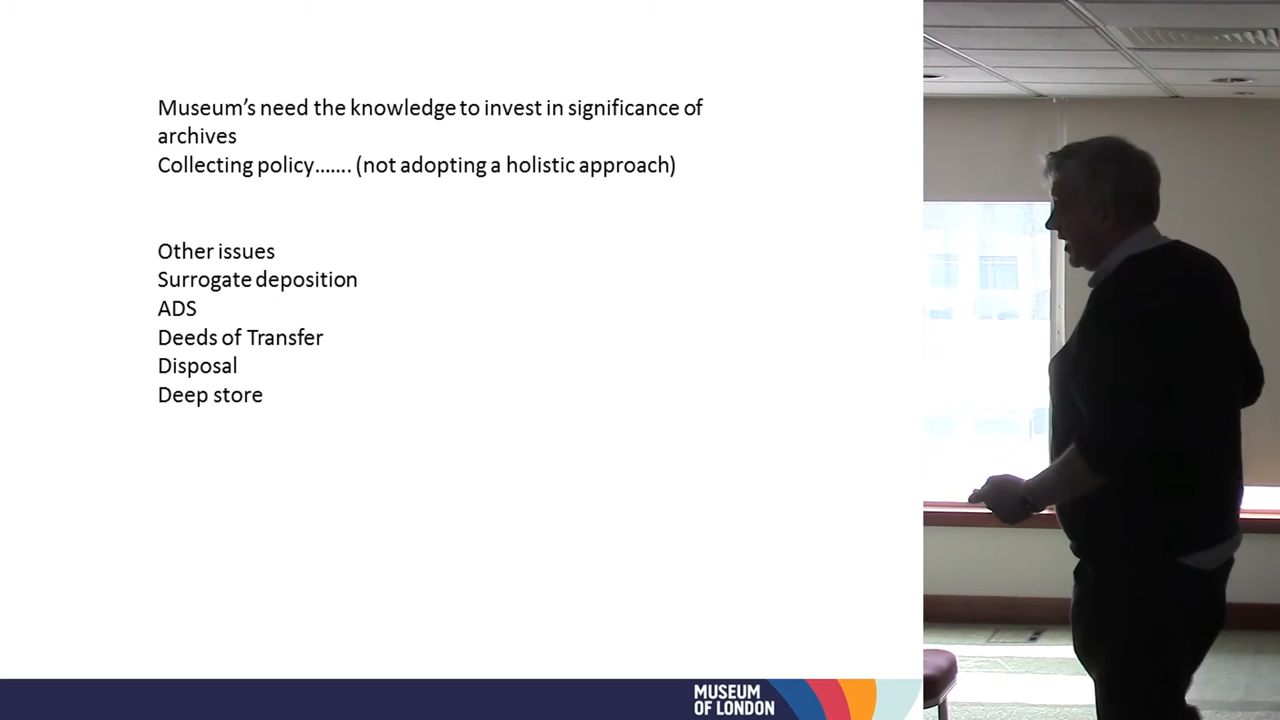 Museum’s need the knowledge to invest in significance of
archives
Collecting policy……. (not adopting a holistic approach)
Other issues
Surrogate deposition
ADS
Deeds of Transfer
Disposal
Deep store
MUSEUM
OF LONDON